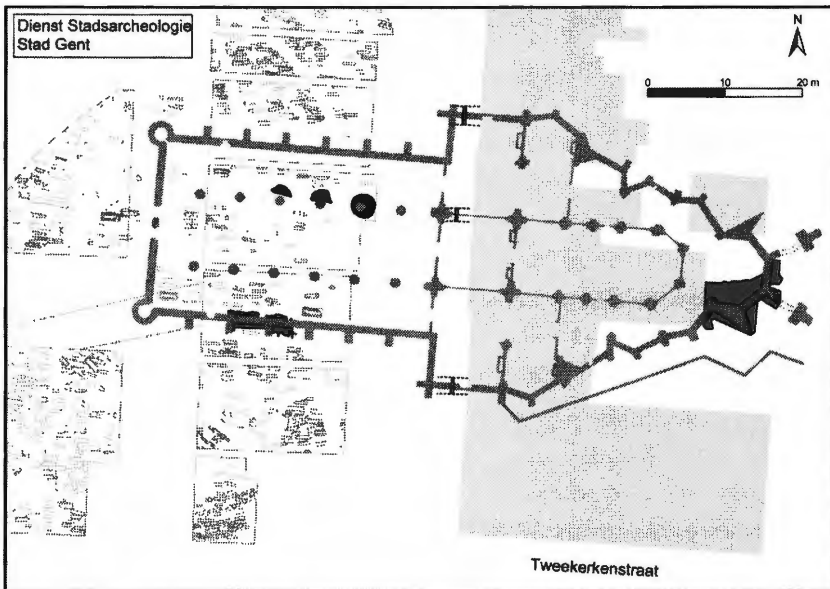 Dienst Stadsarcheologie
Stad Gent
N
0 10 20 m
Tweekerkenstraat